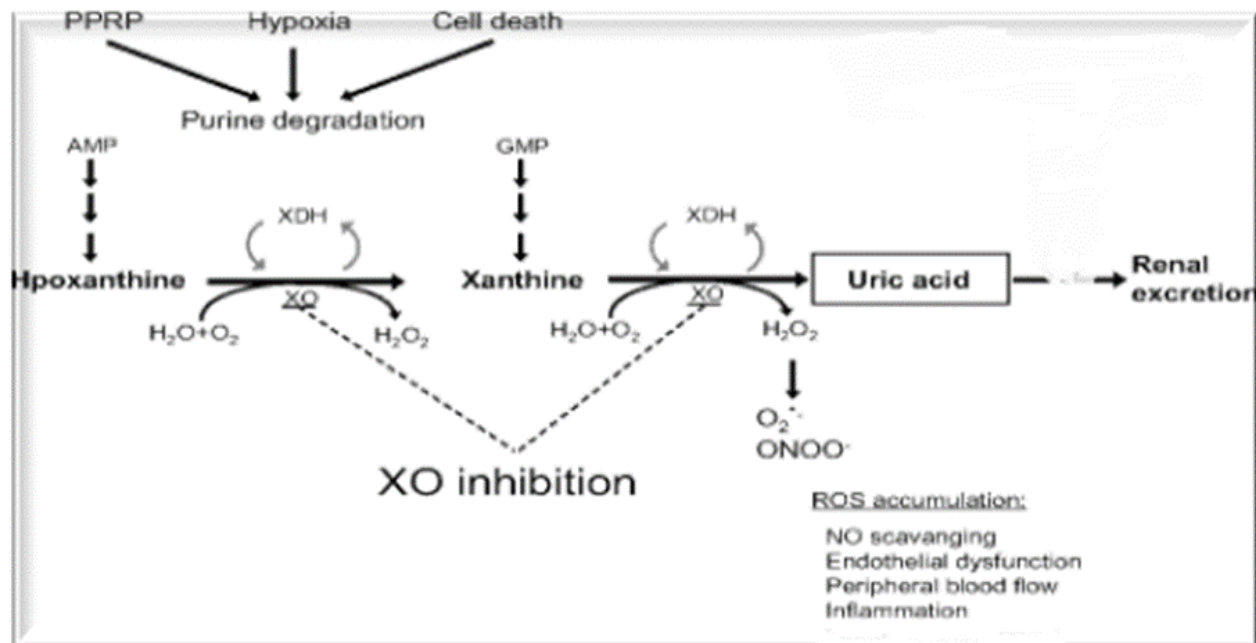 PPRP Hypoxia Cell death
Purine degradation
AMP GMP
XDH XDH
Hpoxanthine Xanthine Uric acid Renal
excretion
XO XO
H₂O+O₂ H₂O₂ H₂O+O₂ H₂O₂
O₂˙⁻
ONOO⁻
XO inhibition
ROS accumulation:
NO scavanging
Endothelial dysfunction
Peripheral blood flow
Inflammation